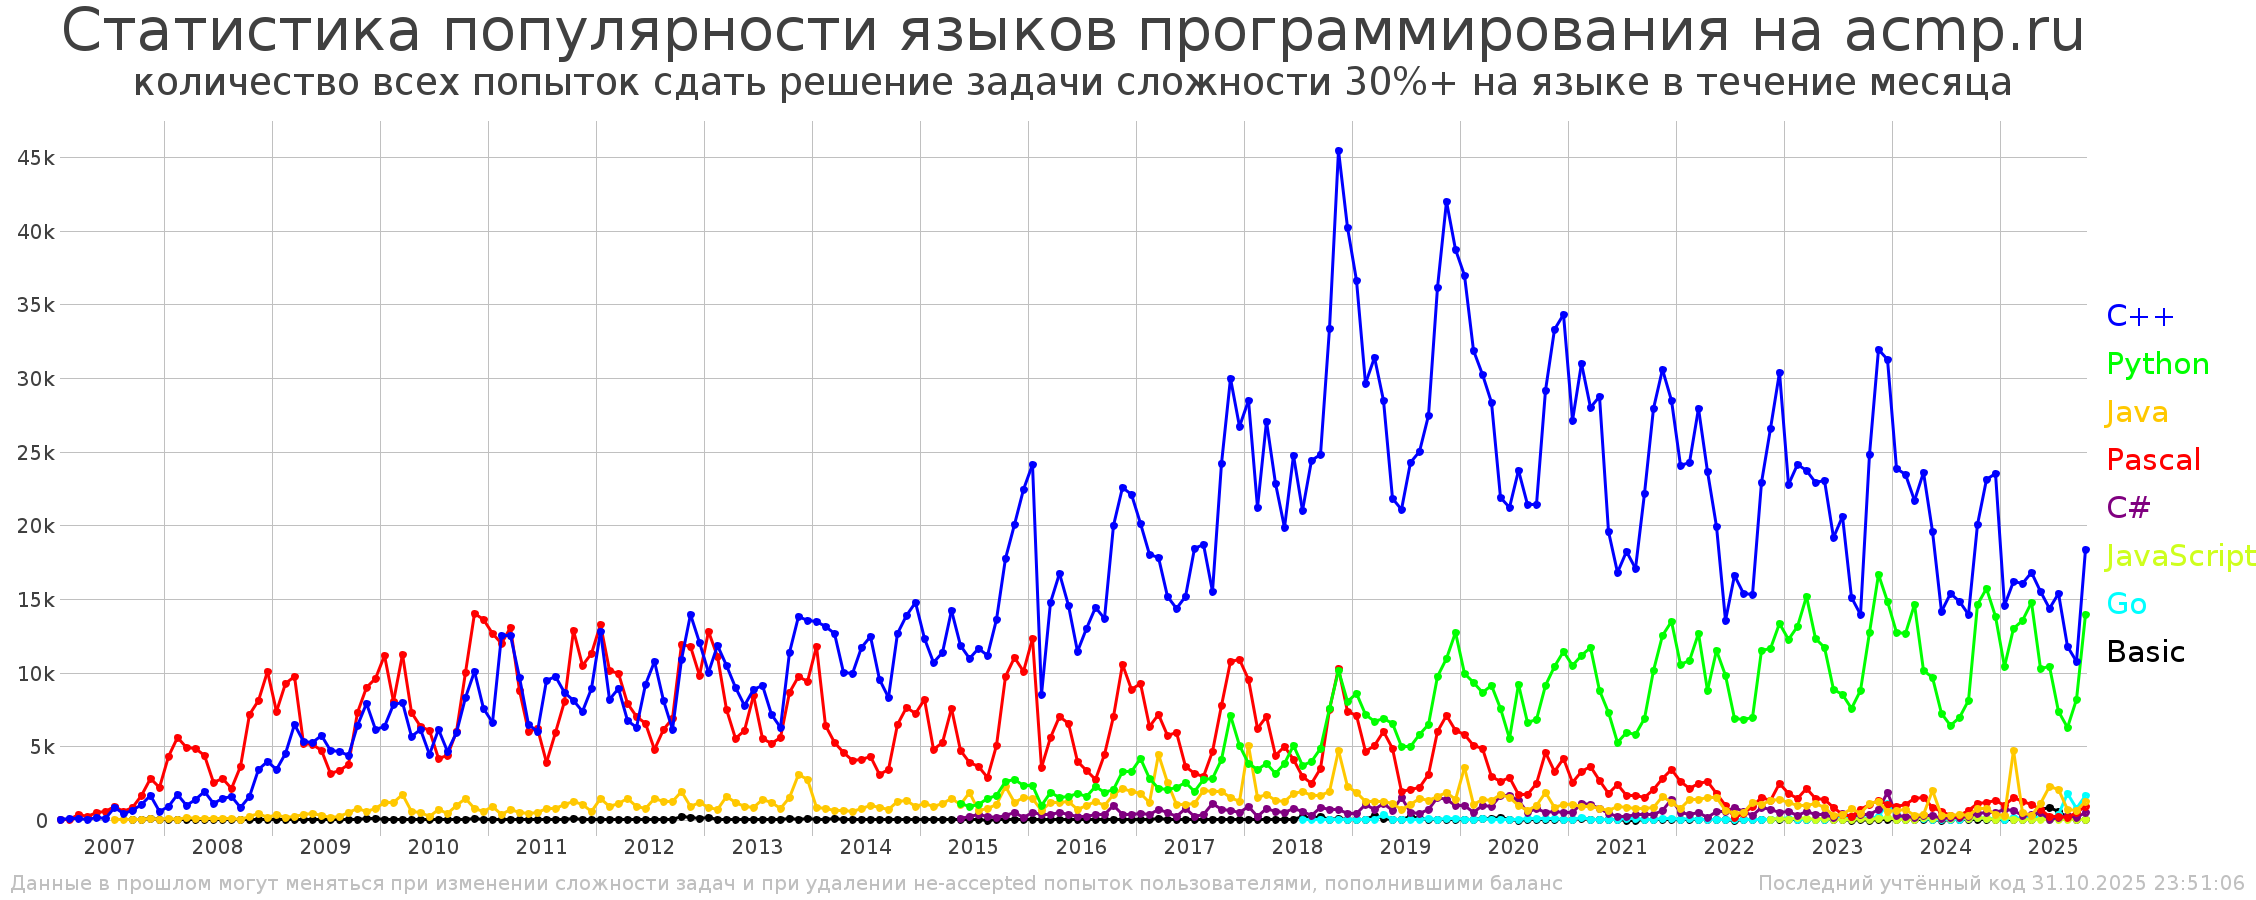 Статистика популярности языков программирования на acmp.ru
количество всех попыток сдать решение задачи сложности 30%+ на языке в течение месяца
45k
40k
35k
30k
25k
20k
15k
10k
5k
0
C++
Python
Java
Pascal
C#
JavaScript
Go
Basic
2007 2008 2009 2010 2011 2012 2013 2014 2015 2016 2017 2018 2019 2020 2021 2022 2023 2024 2025
Данные в прошлом могут меняться при изменении сложности задач и при удалении не-accepted попыток пользователями, пополнившими баланс
Последний учтённый код 31.10.2025 23:51:06